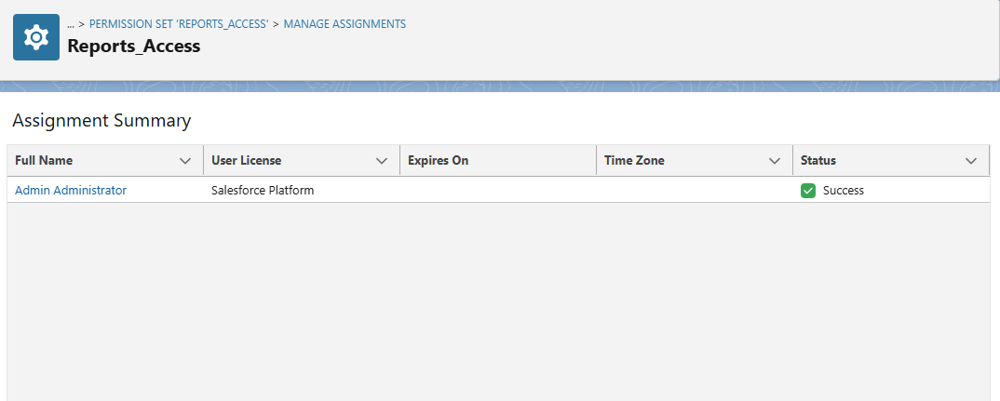 ... > PERMISSION SET 'REPORTS_ACCESS' > MANAGE ASSIGNMENTS
Reports_Access
Assignment Summary
Full Name User License Expires On Time Zone Status
Admin Administrator Salesforce Platform Success